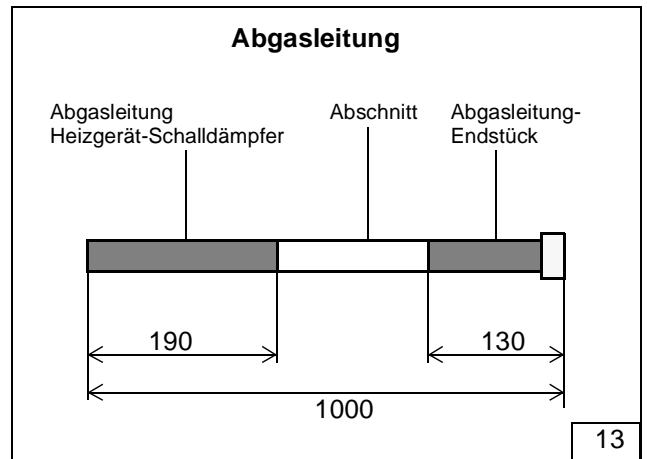 Abgasleitung
Abgasleitung
Heizgerät-Schalldämpfer
Abschnitt
Abgasleitung-
Endstück
190
130
1000
13